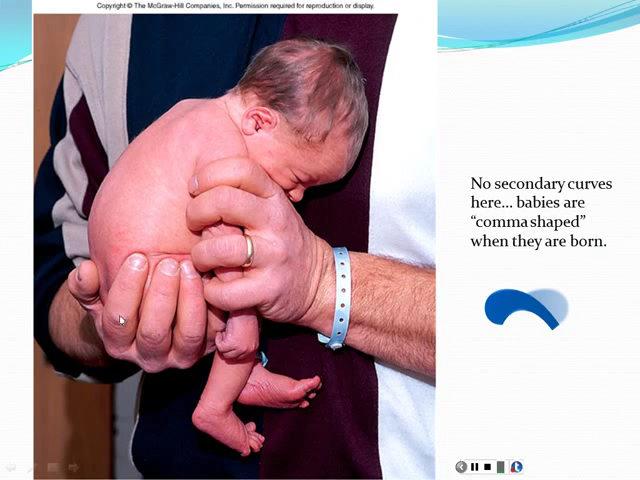 Copyright © The McGraw-Hill Companies, Inc. Permission required for reproduction or display.
No secondary curves
here... babies are
“comma shaped”
when they are born.